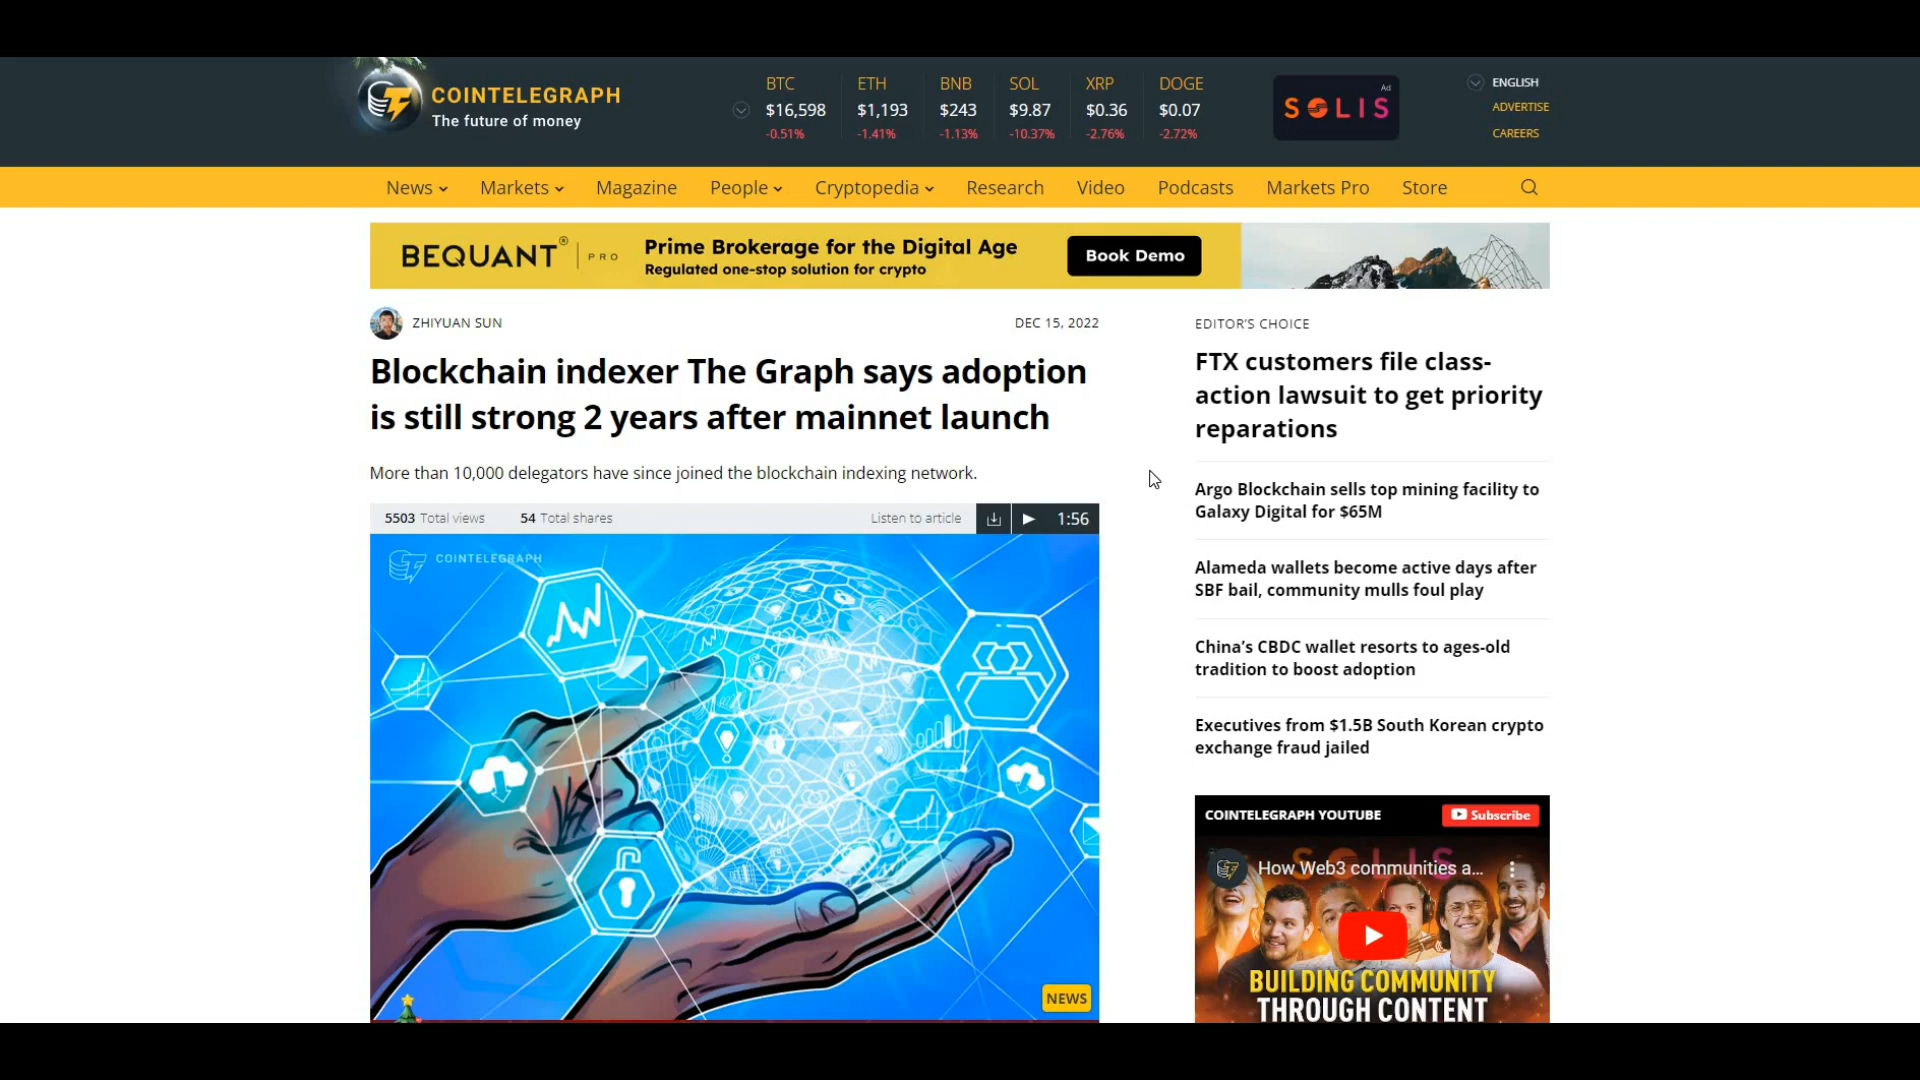 COINTELEGRAPH
The future of money
BTC
$16,598
-0.51%
ETH
$1,193
-1.41%
BNB
$243
-1.13%
SOL
$9.87
-10.37%
XRP
$0.36
-2.76%
DOGE
$0.07
-2.72%
Ad
SOLIS
ENGLISH
ADVERTISE
CAREERS
News Markets Magazine People Cryptopedia Research Video Podcasts Markets Pro Store
BEQUANT® | PRO
Prime Brokerage for the Digital Age
Regulated one-stop solution for crypto
Book Demo
ZHIYUAN SUN
DEC 15, 2022
Blockchain indexer The Graph says adoption
is still strong 2 years after mainnet launch
More than 10,000 delegators have since joined the blockchain indexing network.
5503 Total views 54 Total shares Listen to article 1:56
COINTELEGRAPH
NEWS
EDITOR'S CHOICE
FTX customers file class-
action lawsuit to get priority
reparations
Argo Blockchain sells top mining facility to
Galaxy Digital for $65M
Alameda wallets become active days after
SBF bail, community mulls foul play
China's CBDC wallet resorts to ages-old
tradition to boost adoption
Executives from $1.5B South Korean crypto
exchange fraud jailed
COINTELEGRAPH YOUTUBE
Subscribe
SOLIS
How Web3 communities a...
BUILDING COMMUNITY
THROUGH CONTENT